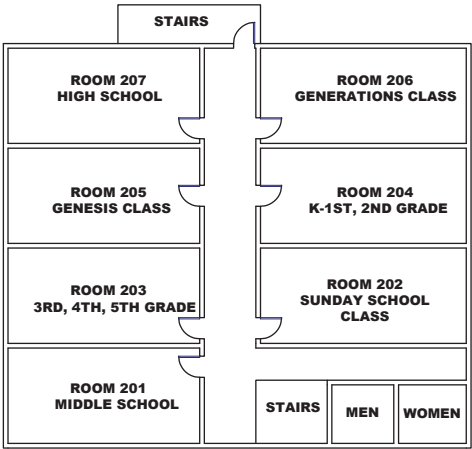 STAIRS
ROOM 207
HIGH SCHOOL
ROOM 206
GENERATIONS CLASS
ROOM 205
GENESIS CLASS
ROOM 204
K-1ST, 2ND GRADE
ROOM 203
3RD, 4TH, 5TH GRADE
ROOM 202
SUNDAY SCHOOL
CLASS
ROOM 201
MIDDLE SCHOOL
STAIRS
MEN
WOMEN